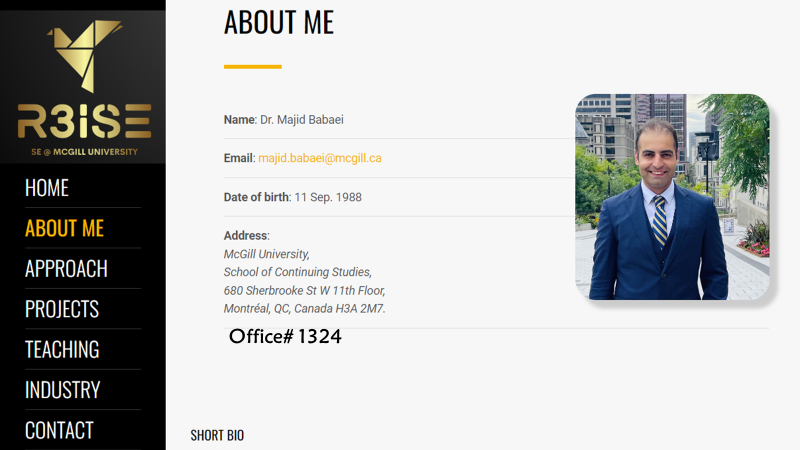 R3ISE
SE @ MCGILL UNIVERSITY
HOME
ABOUT ME
APPROACH
PROJECTS
TEACHING
INDUSTRY
CONTACT
ABOUT ME
Name: Dr. Majid Babaei
Email: majid.babaei@mcgill.ca
Date of birth: 11 Sep. 1988
Address:
McGill University,
School of Continuing Studies,
680 Sherbrooke St W 11th Floor,
Montréal, QC, Canada H3A 2M7.
Office# 1324
SHORT BIO